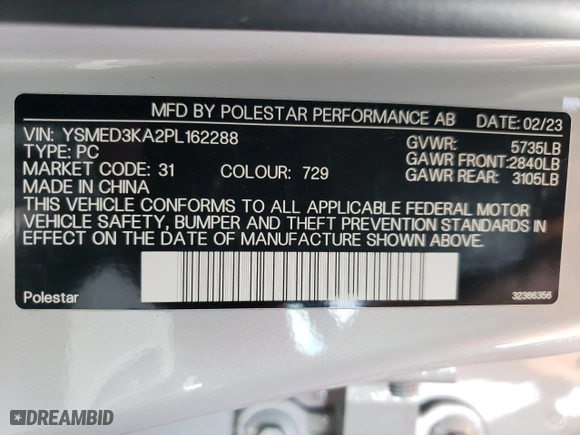 MFD BY POLESTAR PERFORMANCE AB DATE: 02/23
VIN: YSMED3KA2PL162288 GVWR: 5735LB
TYPE: PC GAWR FRONT:2840LB
MARKET CODE: 31 COLOUR: 729 GAWR REAR: 3105LB
MADE IN CHINA
THIS VEHICLE CONFORMS TO ALL APPLICABLE FEDERAL MOTOR
VEHICLE SAFETY, BUMPER AND THEFT PREVENTION STANDARDS IN
EFFECT ON THE DATE OF MANUFACTURE SHOWN ABOVE.
Polestar 32366356
DREAMBID